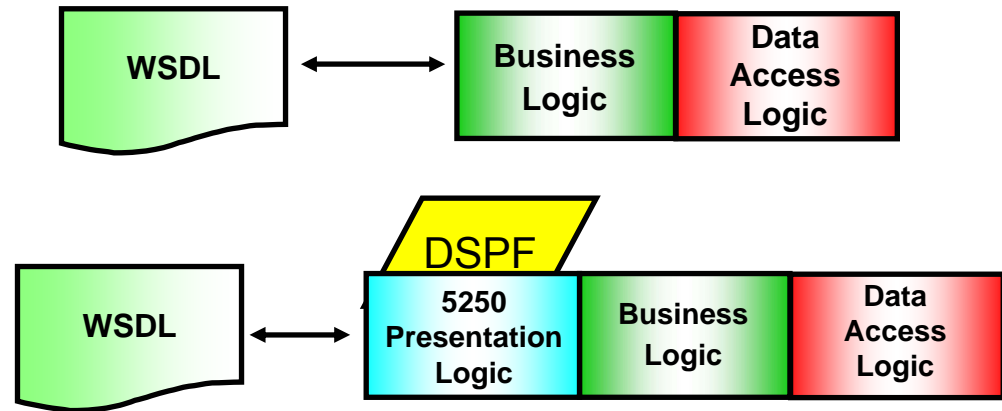 WSDL
Business
Logic
Data
Access
Logic
DSPF
WSDL
5250
Presentation
Logic
Business
Logic
Data
Access
Logic